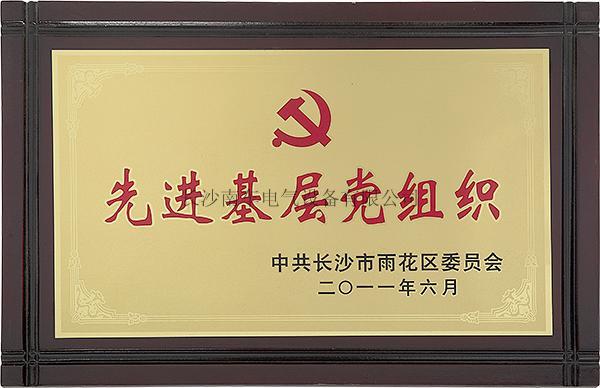 先进基层党组织
中共长沙市雨花区委员会
二〇一一年六月